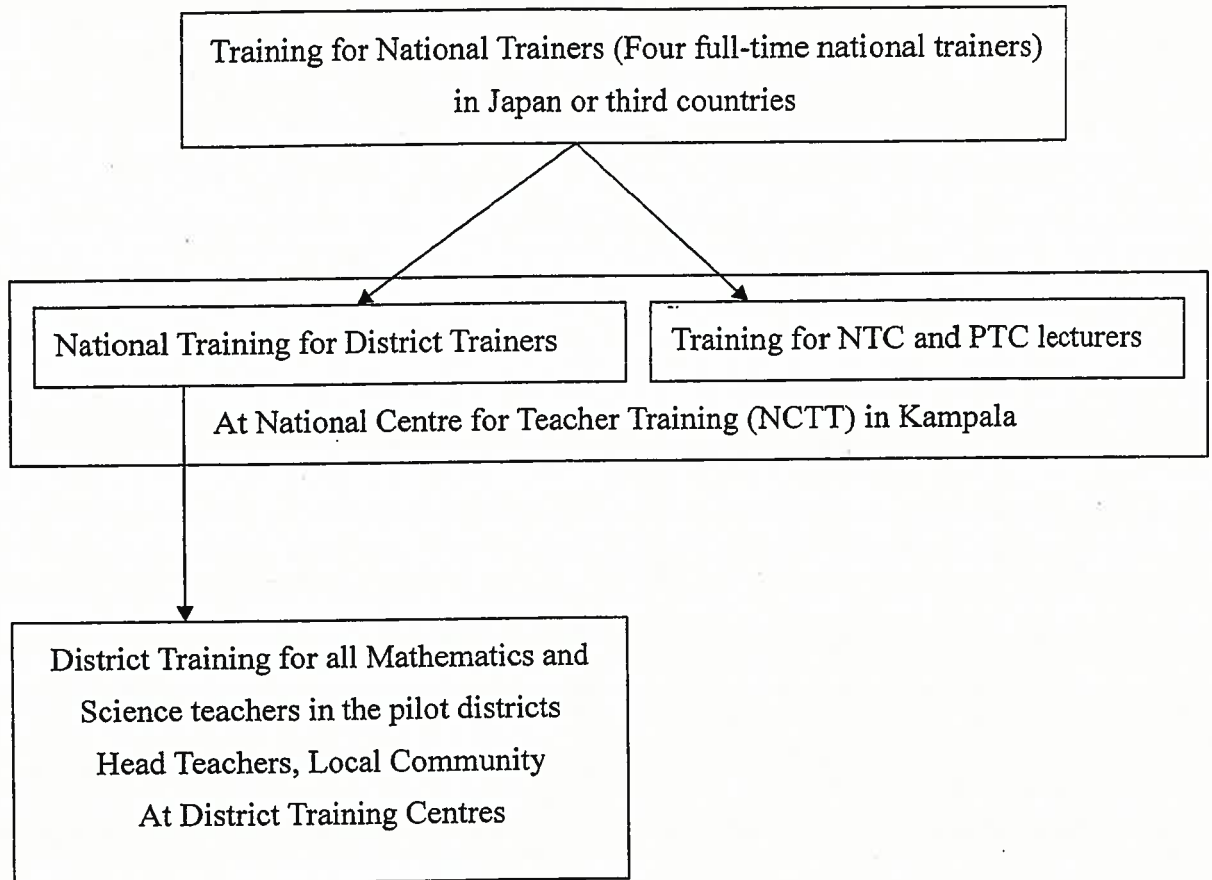 Training for National Trainers (Four full-time national trainers)
in Japan or third countries
National Training for District Trainers
Training for NTC and PTC lecturers
At National Centre for Teacher Training (NCTT) in Kampala
District Training for all Mathematics and
Science teachers in the pilot districts
Head Teachers, Local Community
At District Training Centres